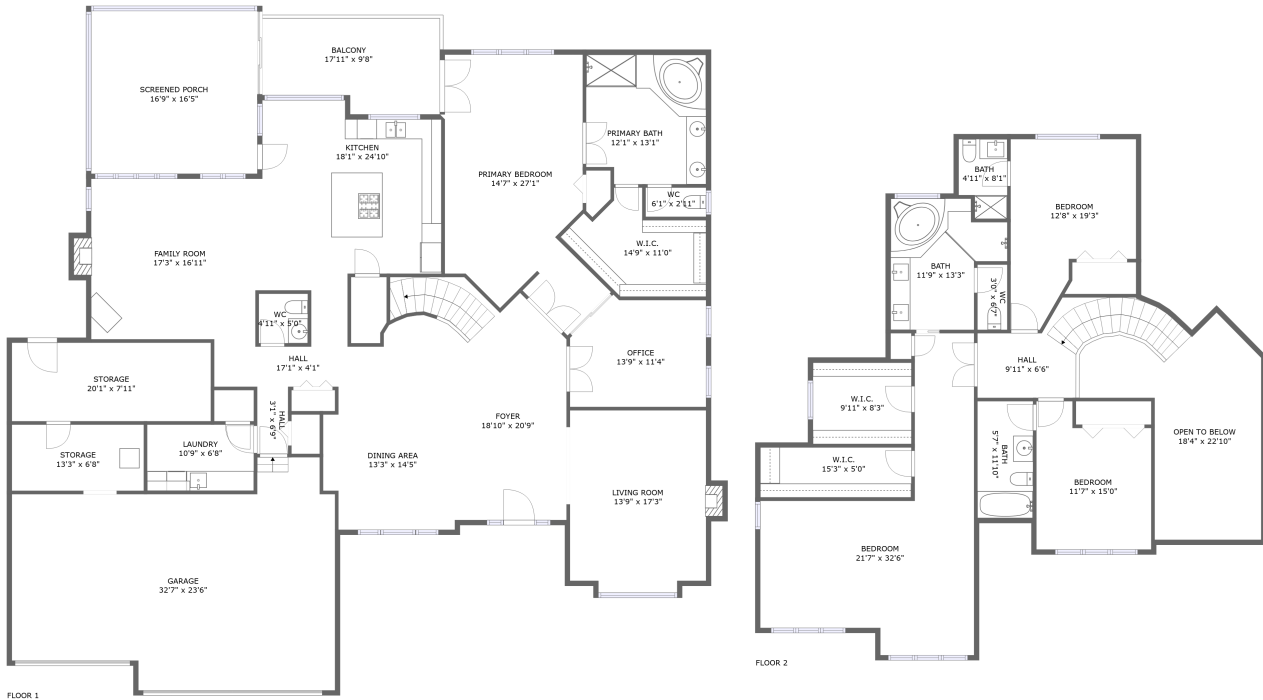 BALCONY
17'11" x 9'8"
SCREENED PORCH
16'9" x 16'5"
KITCHEN
18'1" x 24'10"
PRIMARY BATH
12'1" x 13'1"
PRIMARY BEDROOM
14'7" x 27'1"
WC
6'1" x 2'11"
W.I.C.
14'9" x 11'0"
FAMILY ROOM
17'3" x 16'11"
WC
4'11" x 5'0"
HALL
17'1" x 4'1"
OFFICE
13'9" x 11'4"
STORAGE
20'1" x 7'11"
HALL
3'1" x 6'9"
FOYER
18'10" x 20'9"
STORAGE
13'3" x 6'8"
LAUNDRY
10'9" x 6'8"
DINING AREA
13'3" x 14'5"
LIVING ROOM
13'9" x 17'3"
GARAGE
32'7" x 23'6"
FLOOR 1
BATH
4'11" x 8'1"
BEDROOM
12'8" x 19'3"
BATH
11'9" x 13'3"
WC
3'0" x 6'7"
HALL
9'11" x 6'6"
W.I.C.
9'11" x 8'3"
OPEN TO BELOW
18'4" x 22'10"
BATH
5'7" x 11'10"
W.I.C.
15'3" x 5'0"
BEDROOM
11'7" x 15'0"
BEDROOM
21'7" x 32'6"
FLOOR 2